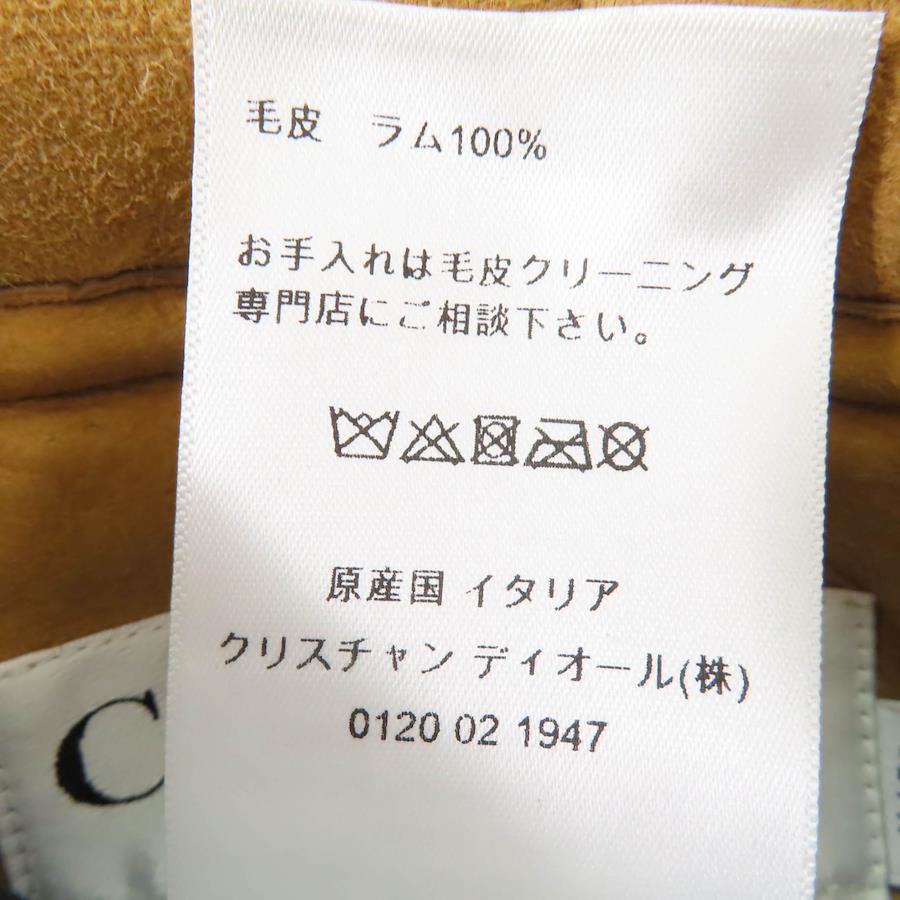 毛皮 ラム100%
お手入れは毛皮クリーニング
専門店にご相談下さい。
原産国 イタリア
クリスチャン ディオール(株)
0120 02 1947
C